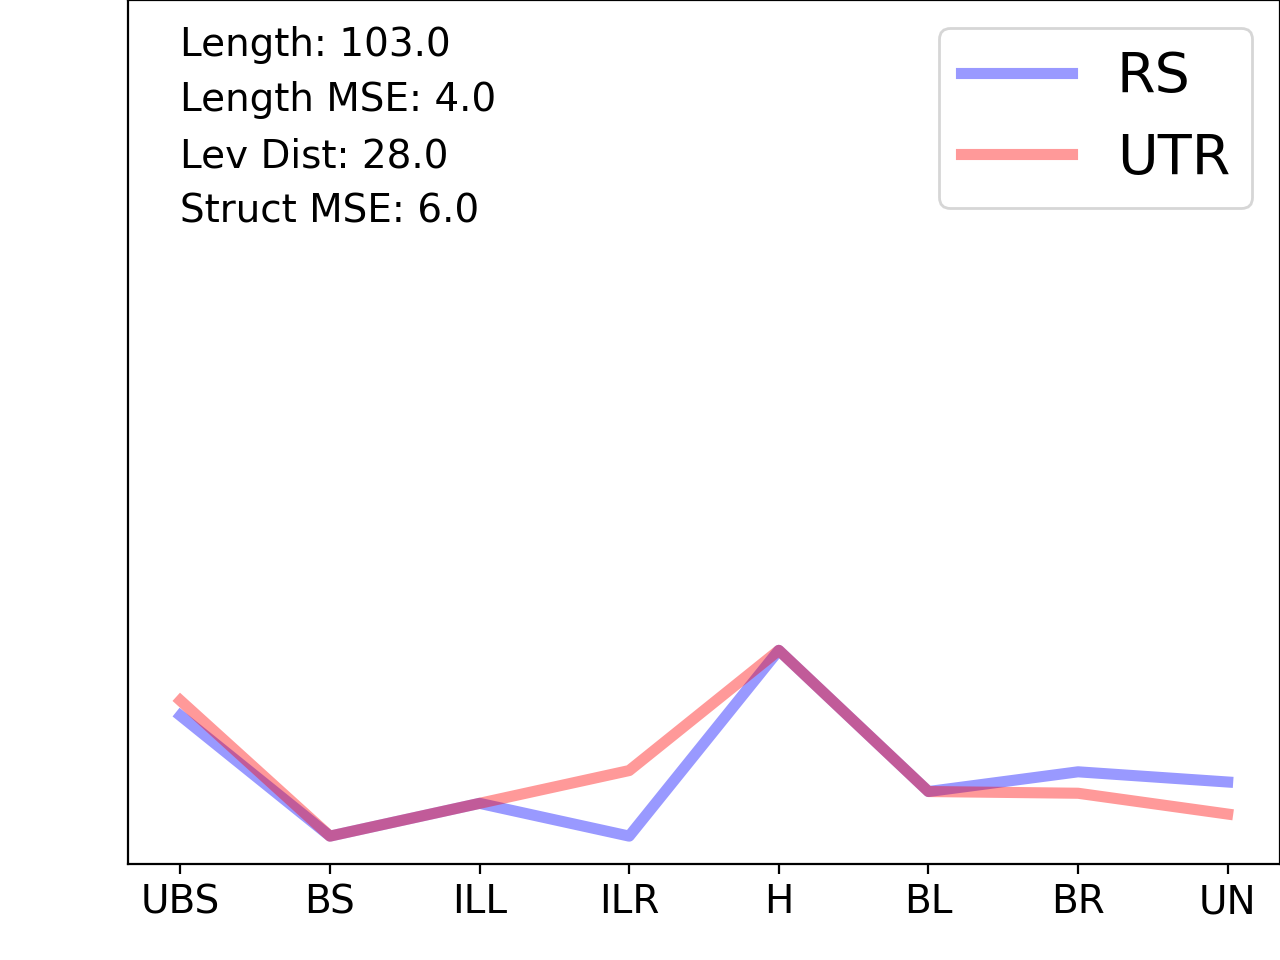 Length: 103.0
Length MSE: 4.0
Lev Dist: 28.0
Struct MSE: 6.0
RS
UTR
UBS BS ILL ILR H BL BR UN